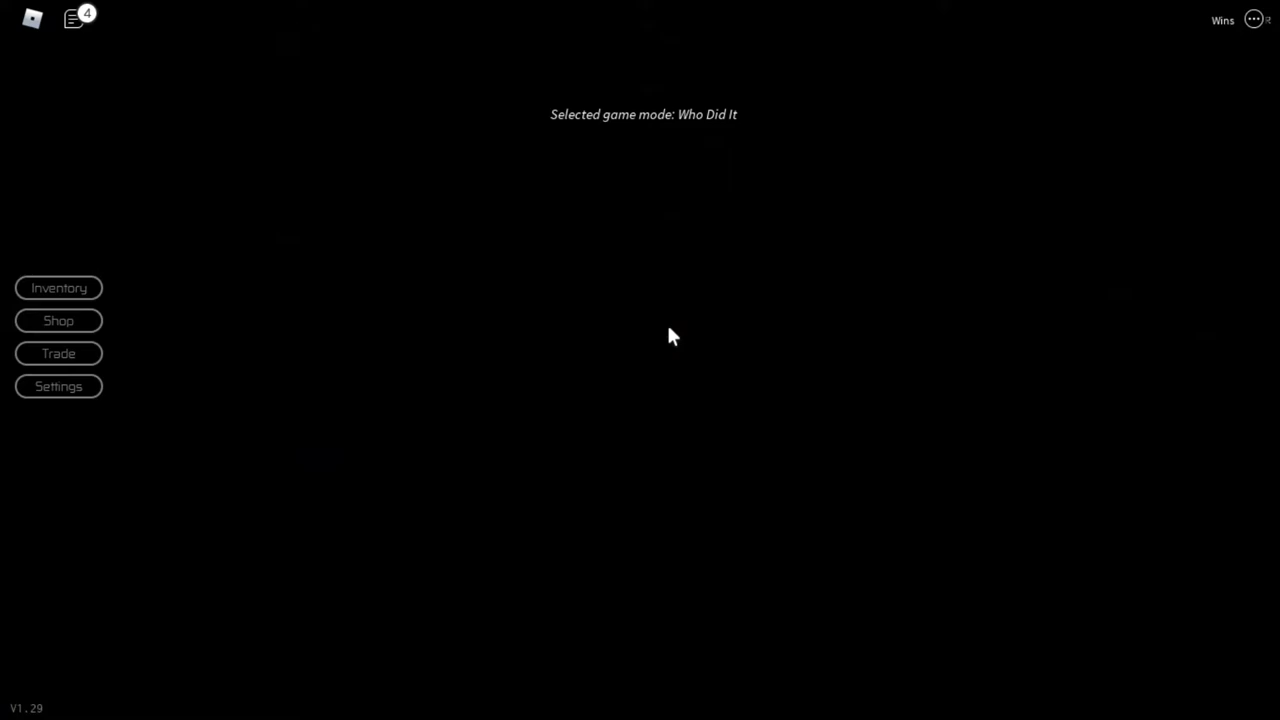 4
Wins
Selected game mode: Who Did It
Inventory
Shop
Trade
Settings
V1.29